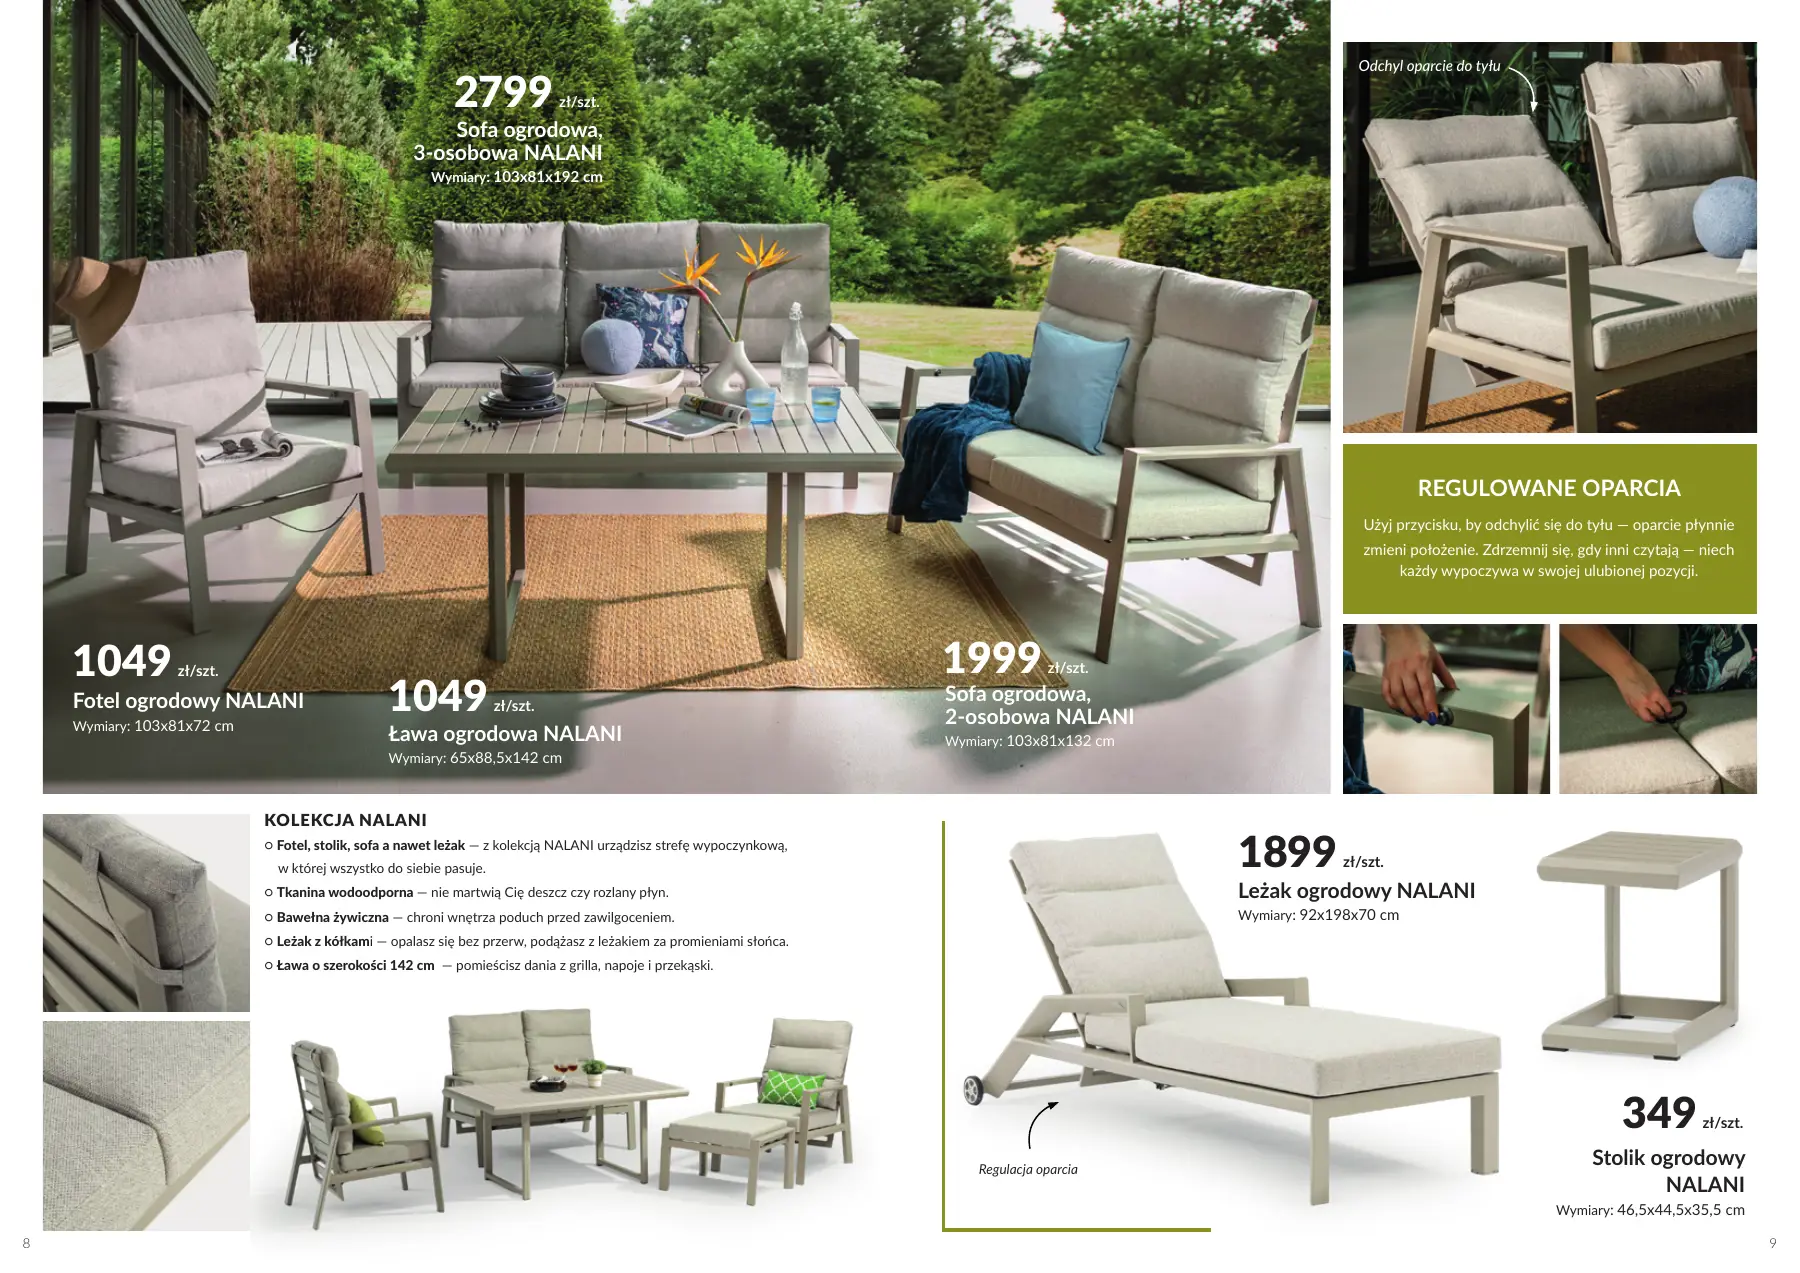 2799 zł/szt.
Sofa ogrodowa,
3-osobowa NALANI
Wymiary: 103x81x192 cm
1049 zł/szt.
Fotel ogrodowy NALANI
Wymiary: 103x81x72 cm
1049 zł/szt.
Ława ogrodowa NALANI
Wymiary: 65x88,5x142 cm
1999 zł/szt.
Sofa ogrodowa,
2-osobowa NALANI
Wymiary: 103x81x132 cm
Odchyl oparcie do tyłu
REGULOWANE OPARCIA
Użyj przycisku, by odchylić się do tyłu — oparcie płynnie
zmieni położenie. Zdrzemnij się, gdy inni czytają — niech
każdy wypoczywa w swojej ulubionej pozycji.
KOLEKCJA NALANI
○ Fotel, stolik, sofa a nawet leżak — z kolekcją NALANI urządzisz strefę wypoczynkową,
w której wszystko do siebie pasuje.
○ Tkanina wodoodporna — nie martwią Cię deszcz czy rozlany płyn.
○ Bawełna żywiczna — chroni wnętrza poduch przed zawilgoceniem.
○ Leżak z kółkami — opalasz się bez przerw, podążasz z leżakiem za promieniami słońca.
○ Ława o szerokości 142 cm — pomieścisz dania z grilla, napoje i przekąski.
1899 zł/szt.
Leżak ogrodowy NALANI
Wymiary: 92x198x70 cm
Regulacja oparcia
349 zł/szt.
Stolik ogrodowy
NALANI
Wymiary: 46,5x44,5x35,5 cm
8
9